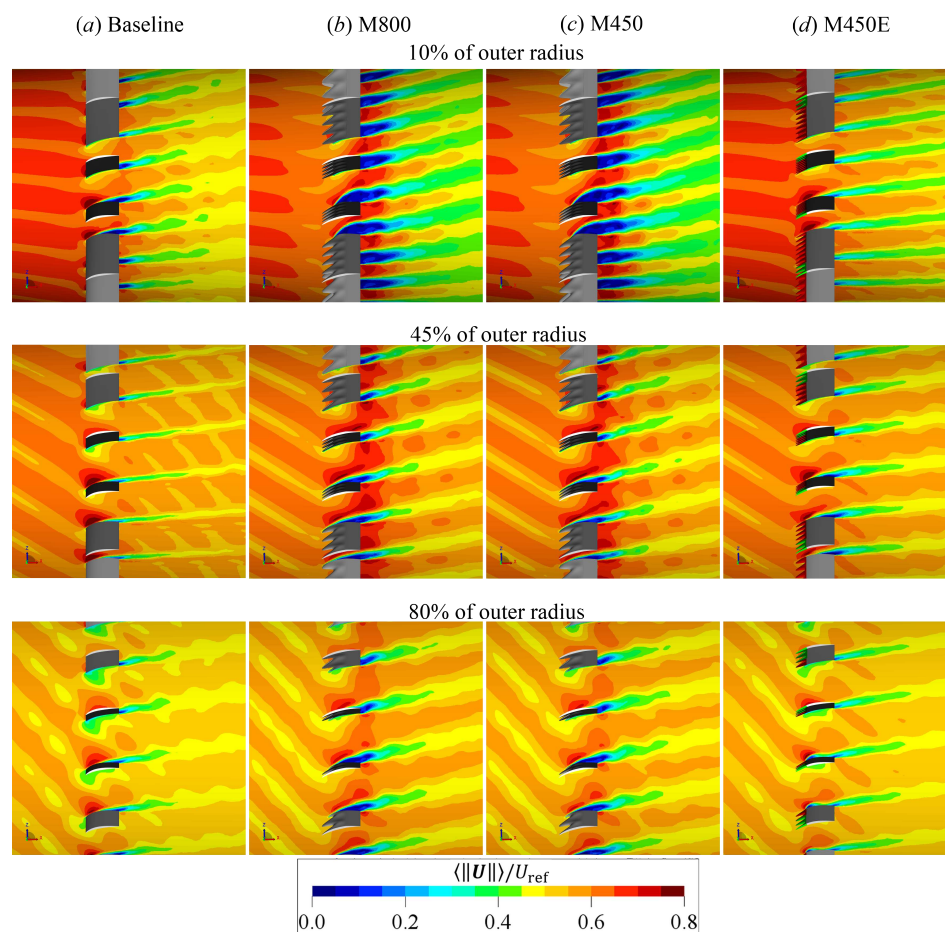 (a) Baseline (b) M800 (c) M450 (d) M450E
10% of outer radius
45% of outer radius
80% of outer radius
⟨‖U‖⟩/U_ref
0.0 0.2 0.4 0.6 0.8